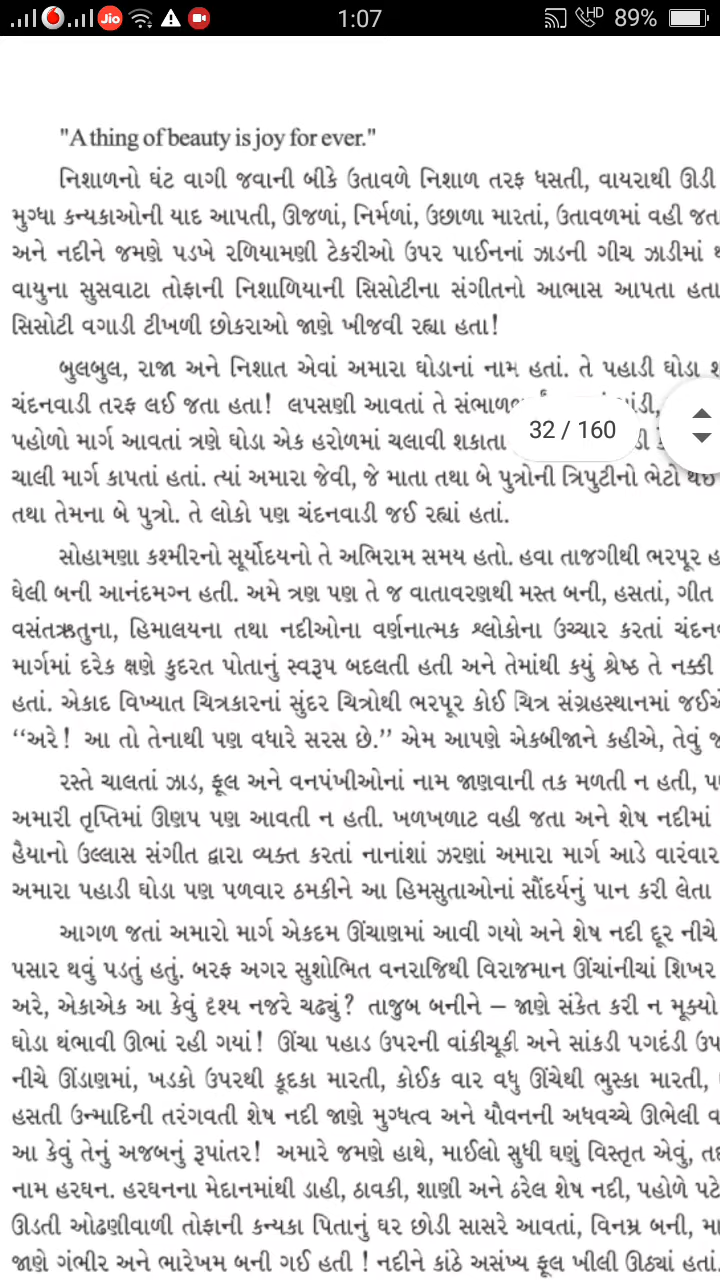 Jio
1:07
HD
89%
"A thing of beauty is joy for ever."
નિશાળનો ઘંટ વાગી જવાની બીકે ઉતાવળે નિશાળ તરફ ધસતી, વાયરાથી ઊડી
મુગ્ધા કન્યકાઓની યાદ આપતી, ઊજળાં, નિર્મળાં, ઉછાળા મારતાં, ઉતાવળમાં વહી જતા
અને નદીને જમણે પડખે રળિયામણી ટેકરીઓ ઉપર પાઈનનાં ઝાડની ગીચ ઝાડીમાં
વાયુના સુસવાટા તોફાની નિશાળિયાની સિસોટીના સંગીતનો આભાસ આપતા હતા
સિસોટી વગાડી ટીખળી છોકરાઓ જાણે ખીજવી રહ્યા હતા!
બુલબુલ, રાજા અને નિશાત એવાં અમારા ઘોડાનાં નામ હતાં. તે પહાડી ઘોડા
ચંદનવાડી તરફ લઈ જતા હતા! લપસણી આવતાં તે
પહોળો માર્ગ આવતાં ત્રણે ઘોડા એક હરોળમાં ચલાવી શકાતા
32 / 160
ચાલી માર્ગ કાપતાં હતાં. ત્યાં અમારા જેવી, જે માતા તથા બે પુત્રોની ત્રિપુટીનો ભેટો થઈ
તથા તેમના બે પુત્રો. તે લોકો પણ ચંદનવાડી જઈ રહ્યાં હતાં.
સોહામણા કશ્મીરનો સૂર્યોદયનો તે અભિરામ સમય હતો. હવા તાજગીથી ભરપૂર
ઘેલી બની આનંદમગ્ન હતી. અમે ત્રણ પણ તે જ વાતાવરણથી મસ્ત બની, હસતાં, ગીત
વસંતઋતુના, હિમાલયના તથા નદીઓના વર્ણનાત્મક શ્લોકોના ઉચ્ચાર કરતાં
માર્ગમાં દરેક ક્ષણે કુદરત પોતાનું સ્વરૂપ બદલતી હતી અને તેમાંથી કયું શ્રેષ્ઠ તે નક્કી
હતાં. એકાદ વિખ્યાત ચિત્રકારનાં સુંદર ચિત્રોથી ભરપૂર કોઈ ચિત્ર સંગ્રહસ્થાનમાં
“અરે! આ તો તેનાથી પણ વધારે સરસ છે.” એમ આપણે એકબીજાને કહીએ, તેવું
રસ્તે ચાલતાં ઝાડ, ફૂલ અને વનપંખીઓનાં નામ જાણવાની તક મળતી ન હતી,
અમારી તૃપ્તિમાં ઊણપ પણ આવતી ન હતી. ખળખળાટ વહી જતા અને શેષ નદીમાં
હૈયાનો ઉલ્લાસ સંગીત દ્વારા વ્યક્ત કરતાં નાનાંશાં ઝરણાં અમારા માર્ગ આડે વારંવાર
અમારા પહાડી ઘોડા પણ પળવાર ઠમકીને આ હિમસુતાઓનાં સૌંદર્યનું પાન કરી લેતા
આગળ જતાં અમારો માર્ગ એકદમ ઊંચાણમાં આવી ગયો અને શેષ નદી દૂર નીચે
પસાર થવું પડતું હતું. બરફ અગર સુશોભિત વનરાજિથી વિરાજમાન ઊંચાંનીચાં શિખર
અરે, એકાએક આ કેવું દૃશ્ય નજરે ચઢ્યું? તાજુબ બનીને – જાણે સંકેત કરી ન મૂક્યો
ઘોડા થંભાવી ઊભાં રહી ગયાં! ઊંચા પહાડ ઉપરની વાંકીચૂકી અને સાંકડી પગદંડી
નીચે ઊંડાણમાં, ખડકો ઉપરથી કૂદકા મારતી, કોઈક વાર વધુ ઊંચેથી ભુસ્કા મારતી,
હસતી ઉન્માદિની તરંગવતી શેષ નદી જાણે મુગ્ધત્વ અને યૌવનની અધવચ્ચે ઊભેલી
આ કેવું તેનું અજબનું રૂપાંતર! અમારે જમણે હાથે, માઈલો સુધી ઘણું વિસ્તૃત એવું,
નામ હરઘન. હરઘનના મેદાનમાંથી ડાહી, ઠાવકી, શાણી અને ઠરેલ શેષ નદી, પહોળે પટે
ઊડતી ઓઢણીવાળી તોફાની કન્યકા પિતાનું ઘર છોડી સાસરે આવતાં, વિનમ્ર બની,
જાણે ગંભીર અને ભારેખમ બની ગઈ હતી ! નદીને કાંઠે અસંખ્ય ફૂલ ખીલી ઊઠ્યાં હતાં.